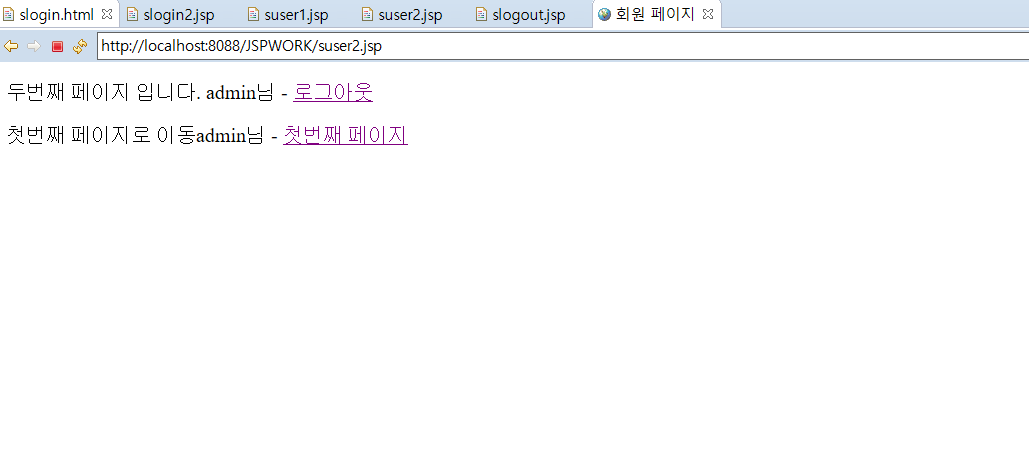 slogin.html slogin2.jsp suser1.jsp suser2.jsp slogout.jsp 회원 페이지
http://localhost:8088/JSPWORK/suser2.jsp
두번째 페이지 입니다. admin님 - 로그아웃
첫번째 페이지로 이동admin님 - 첫번째 페이지